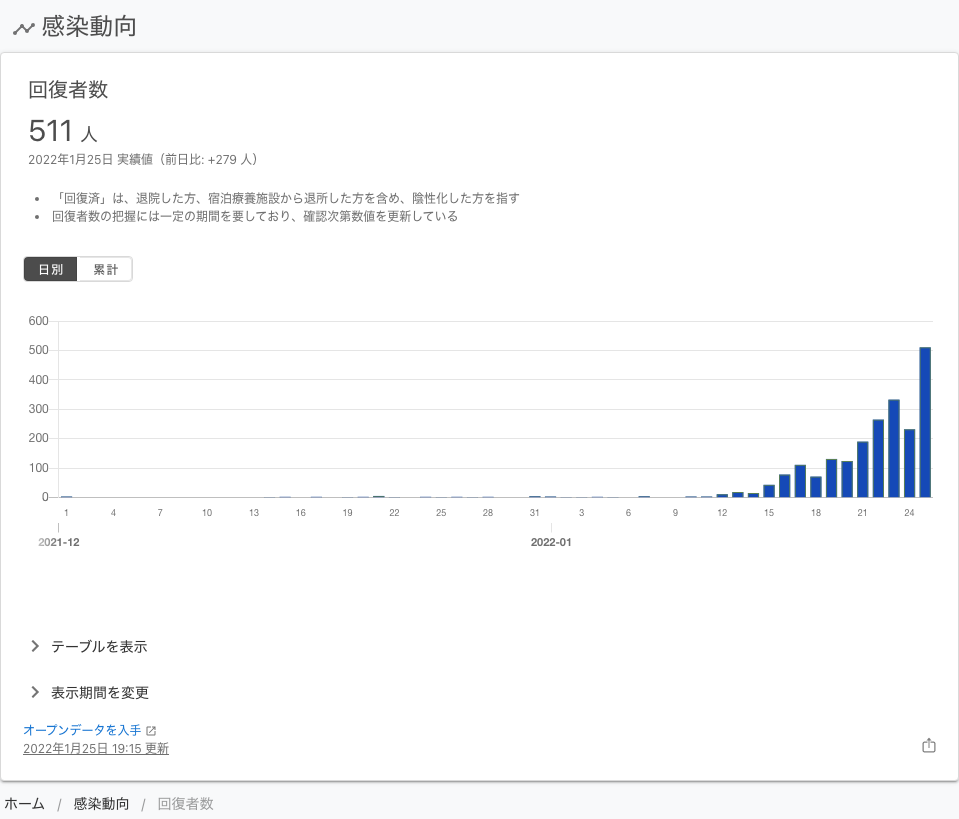 感染動向
回復者数
511 人
2022年1月25日 実績値（前日比: +279 人）
• 「回復済」は、退院した方、宿泊療養施設から退所した方を含め、陰性化した方を指す
• 回復者数の把握には一定の期間を要しており、確認次第数値を更新している
日別 累計
600
500
400
300
200
100
0
1 4 7 10 13 16 19 22 25 28 31 3 6 9 12 15 18 21 24
2021-12 2022-01
テーブルを表示
表示期間を変更
オープンデータを入手
2022年1月25日 19:15 更新
ホーム / 感染動向 / 回復者数